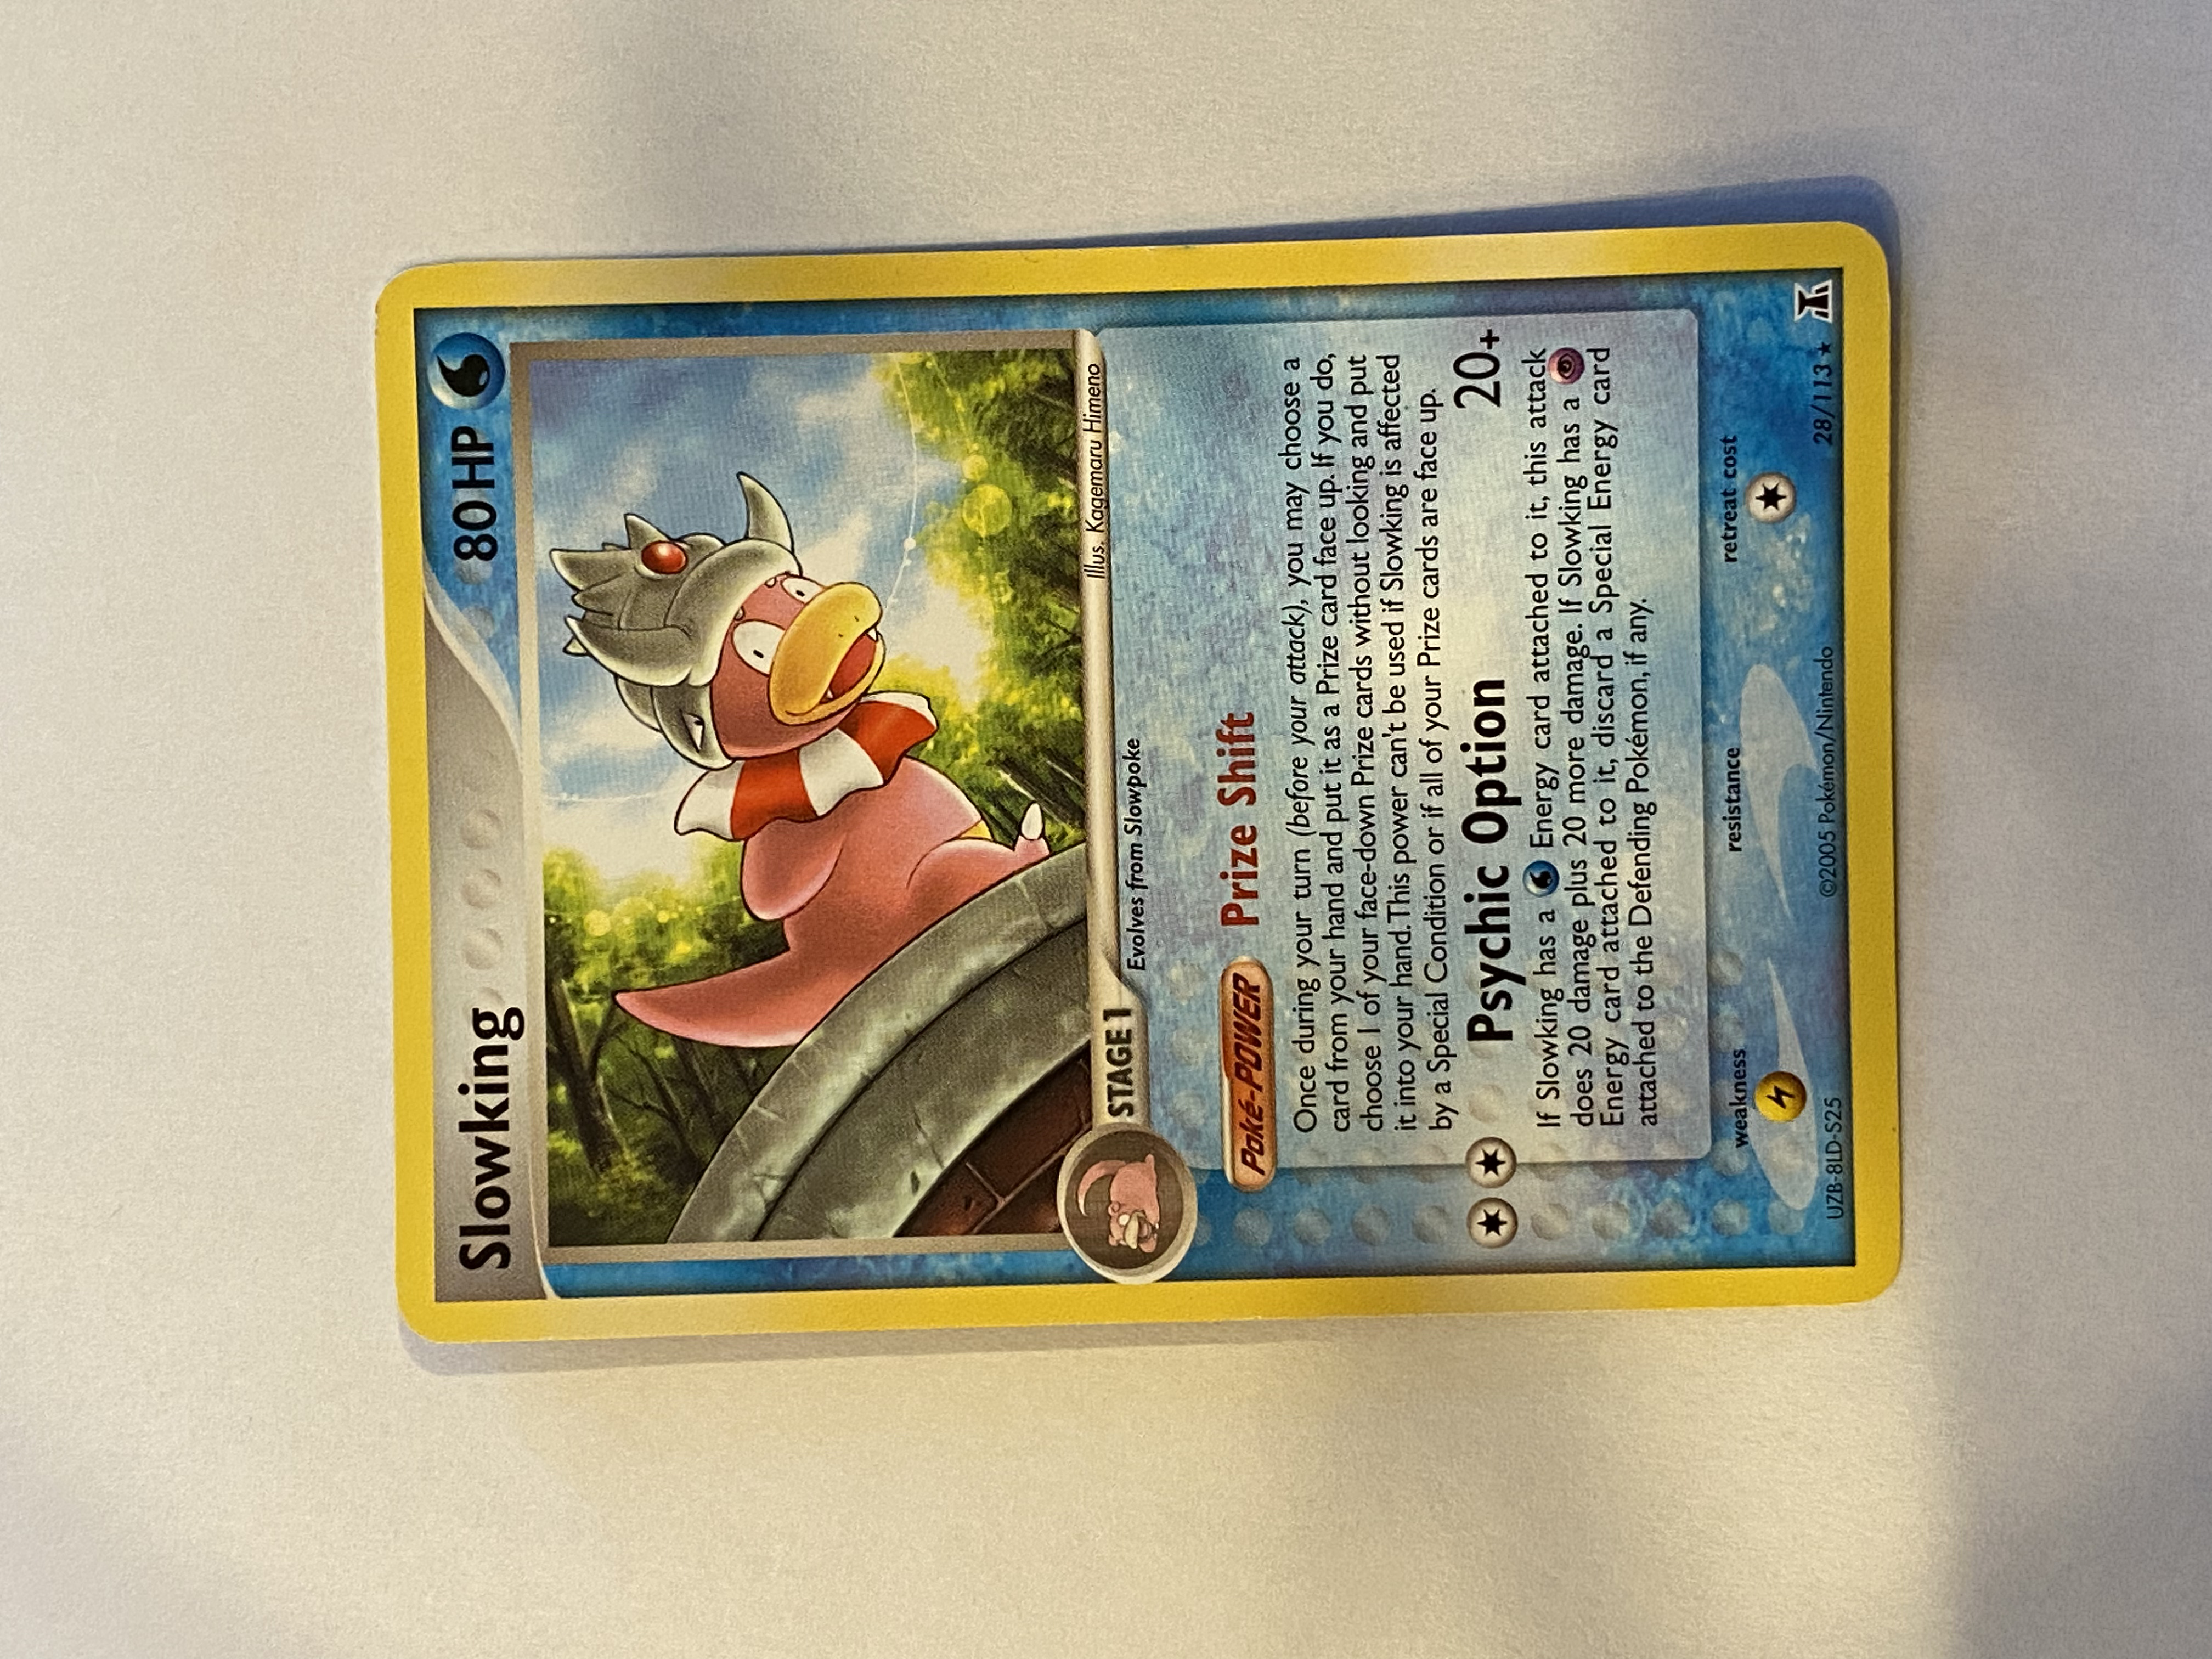 Slowking 80 HP
Illus. Kagemaru Himeno
STAGE 1
Evolves from Slowpoke
Poké-POWER Prize Shift
Once during your turn (before your attack), you may choose a
card from your hand and put it as a Prize card face up. If you do,
choose 1 of your face-down Prize cards without looking and put
it into your hand. This power can't be used if Slowking is affected
by a Special Condition or if all of your Prize cards are face up.
Psychic Option 20+
If Slowking has a Energy card attached to it, this attack
does 20 damage plus 20 more damage. If Slowking has a
Energy card attached to it, discard a Special Energy card
attached to the Defending Pokémon, if any.
weakness resistance retreat cost
UZB-8LD-S25 ©2005 Pokémon/Nintendo 28/113 ★